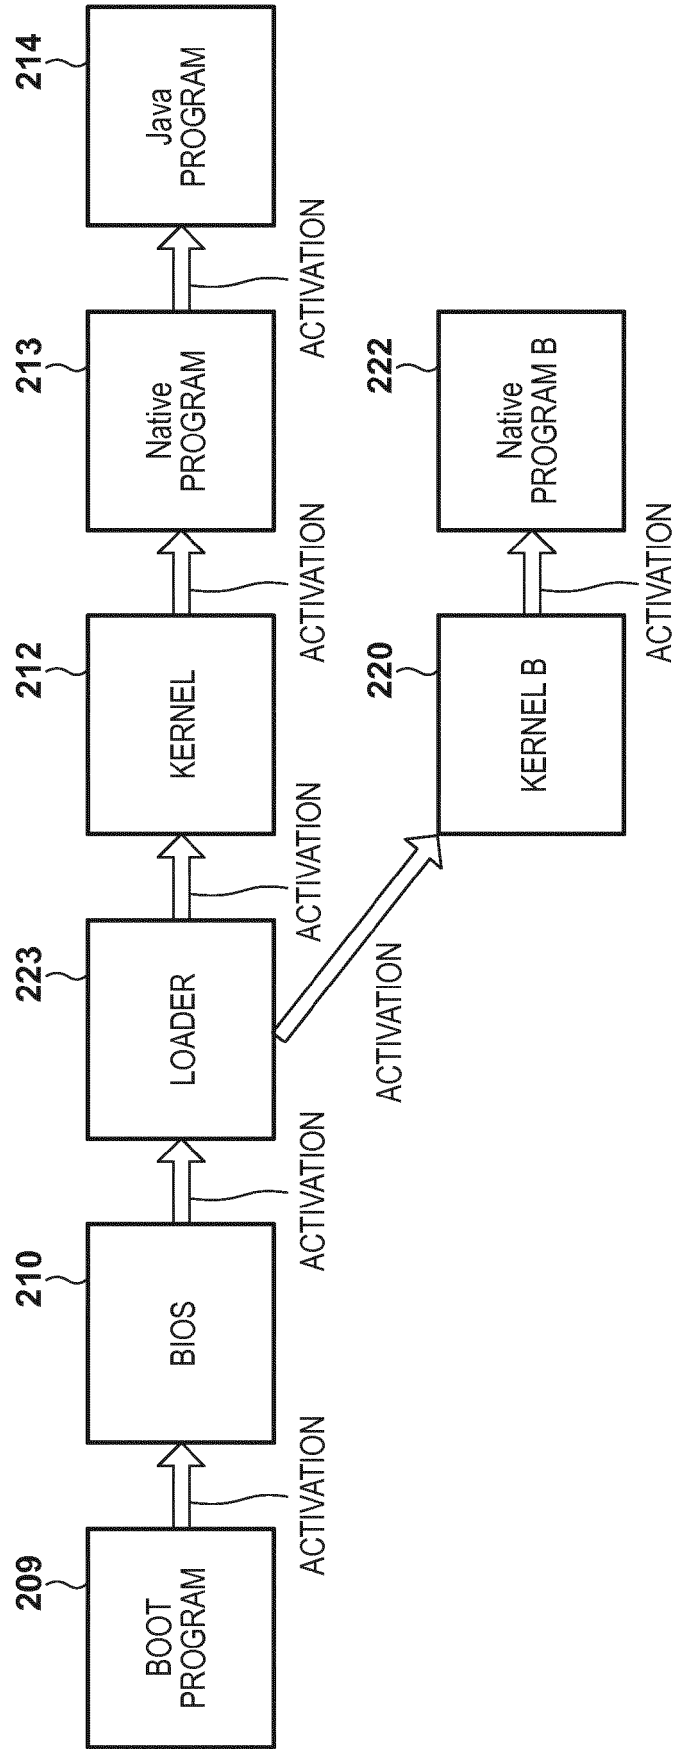 209
210
223
212
213
214
BOOT
PROGRAM
BIOS
LOADER
KERNEL
Native
PROGRAM
Java
PROGRAM
ACTIVATION
ACTIVATION
ACTIVATION
ACTIVATION
ACTIVATION
ACTIVATION
220
222
KERNEL B
Native
PROGRAM B
ACTIVATION